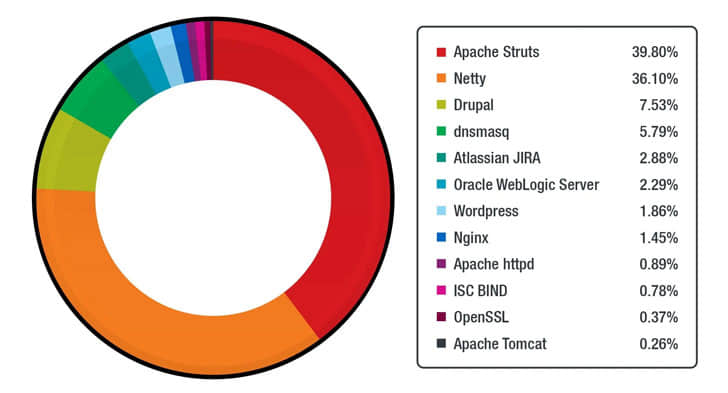 Apache Struts 39.80%
Netty 36.10%
Drupal 7.53%
dnsmasq 5.79%
Atlassian JIRA 2.88%
Oracle WebLogic Server 2.29%
Wordpress 1.86%
Nginx 1.45%
Apache httpd 0.89%
ISC BIND 0.78%
OpenSSL 0.37%
Apache Tomcat 0.26%